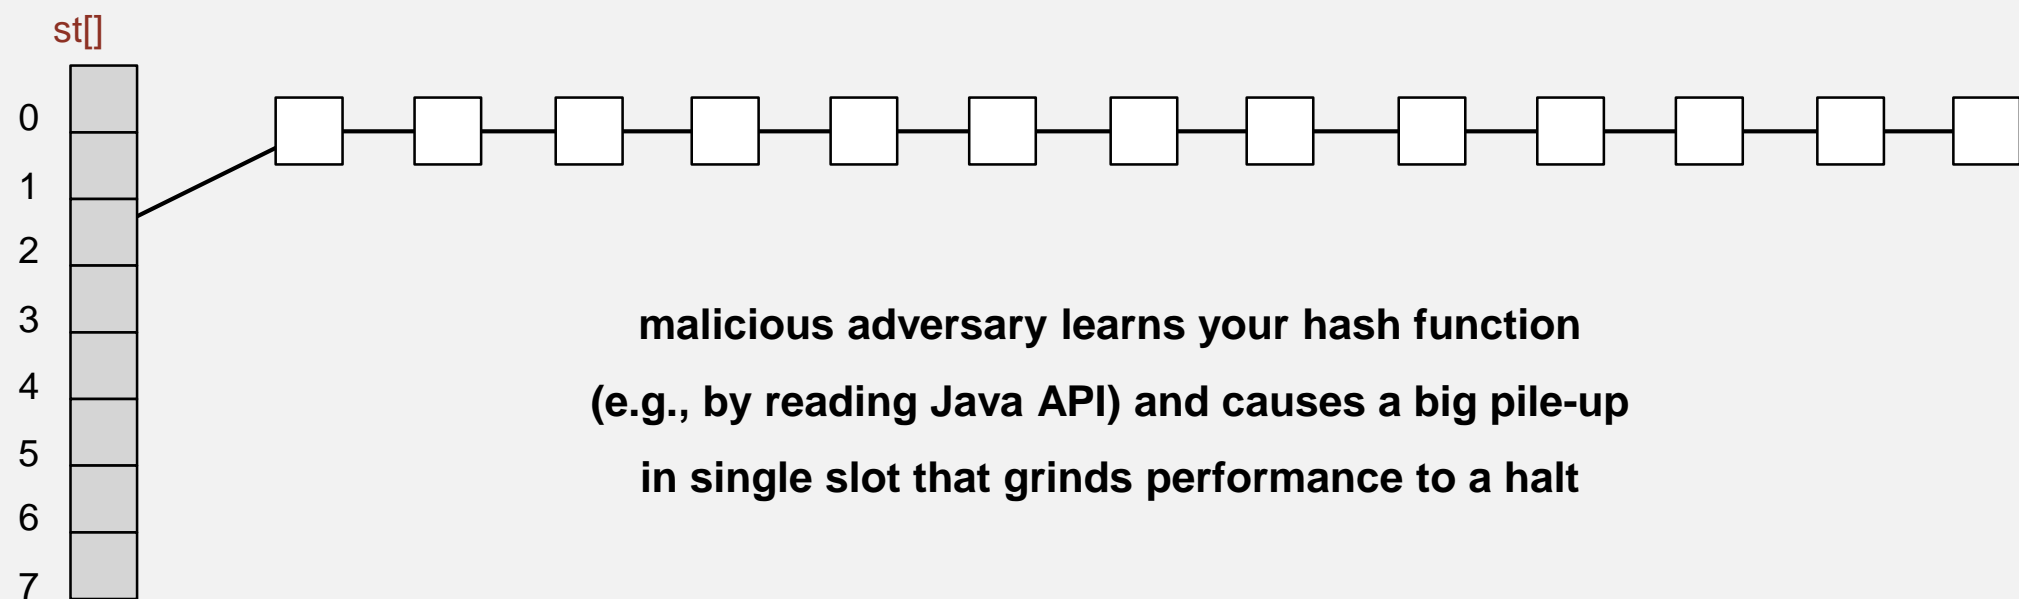 st[]
0
1
2
3
4
5
6
7
malicious adversary learns your hash function
(e.g., by reading Java API) and causes a big pile-up
in single slot that grinds performance to a halt